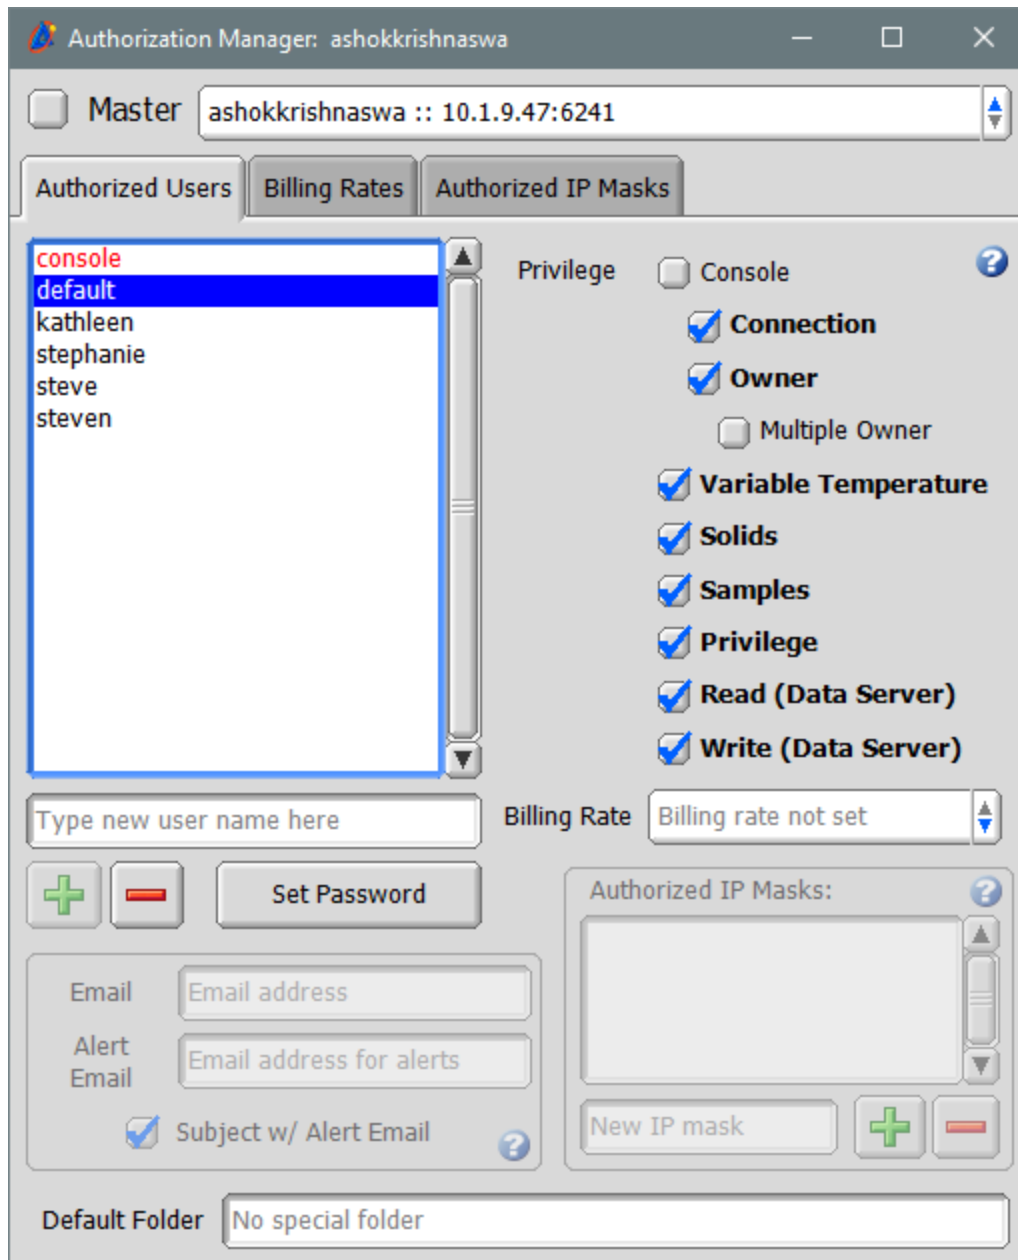 Authorization Manager: ashokkrishnaswa
Master
ashokkrishnaswa :: 10.1.9.47:6241
Authorized Users
Billing Rates
Authorized IP Masks
console
default
kathleen
stephanie
steve
steven
Privilege
Console
Connection
Owner
Multiple Owner
Variable Temperature
Solids
Samples
Privilege
Read (Data Server)
Write (Data Server)
Type new user name here
Billing Rate
Billing rate not set
Set Password
Authorized IP Masks:
Email
Email address
Alert
Email
Email address for alerts
Subject w/ Alert Email
New IP mask
Default Folder
No special folder